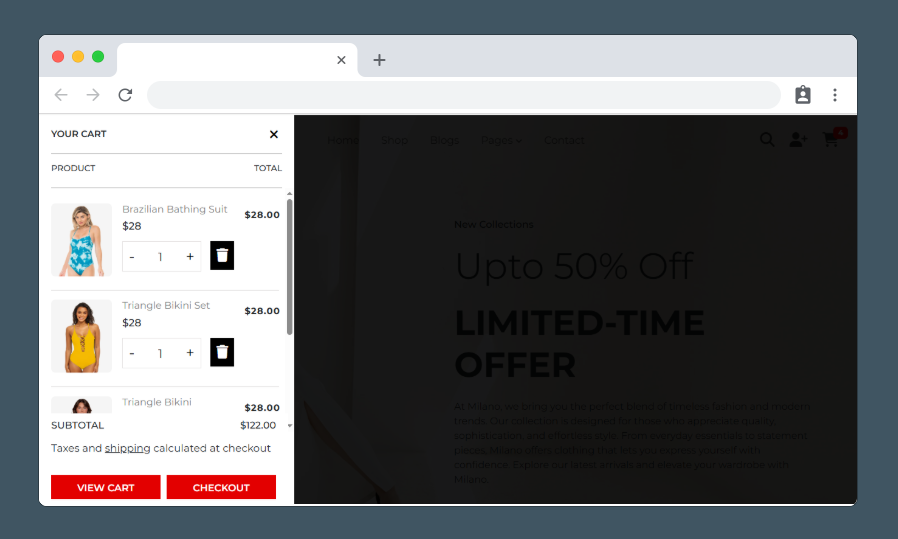 YOUR CART
PRODUCT TOTAL
Brazilian Bathing Suit
$28.00
$28
- 1 +
Triangle Bikini Set
$28.00
$28
- 1 +
Triangle Bikini
$28.00
SUBTOTAL $122.00
Taxes and shipping calculated at checkout
VIEW CART CHECKOUT
Home Shop Blogs Pages Contact
4
New Collections
Upto 50% Off
LIMITED-TIME
OFFER
At Milano, we bring you the perfect blend of timeless fashion and modern
trends. Our collection is designed for those who appreciate quality,
sophistication, and effortless style. From everyday essentials to statement
pieces, Milano offers clothing that lets you express yourself with
confidence. Explore our latest arrivals and elevate your wardrobe with
Milano.